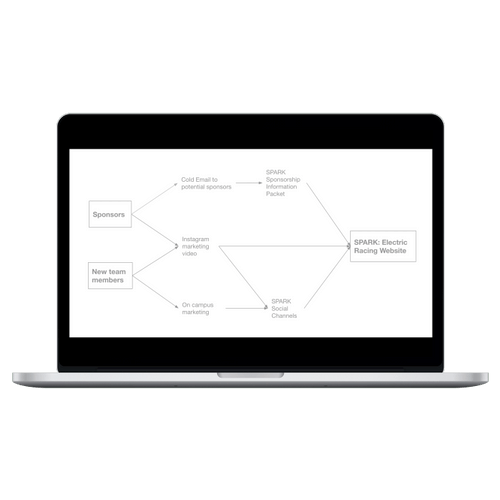 Cold Email to
potential sponsors
SPARK
Sponsorship
Information
Packet
Sponsors
Instagram
marketing
video
SPARK: Electric
Racing Website
New team
members
On campus
marketing
SPARK
Social
Channels